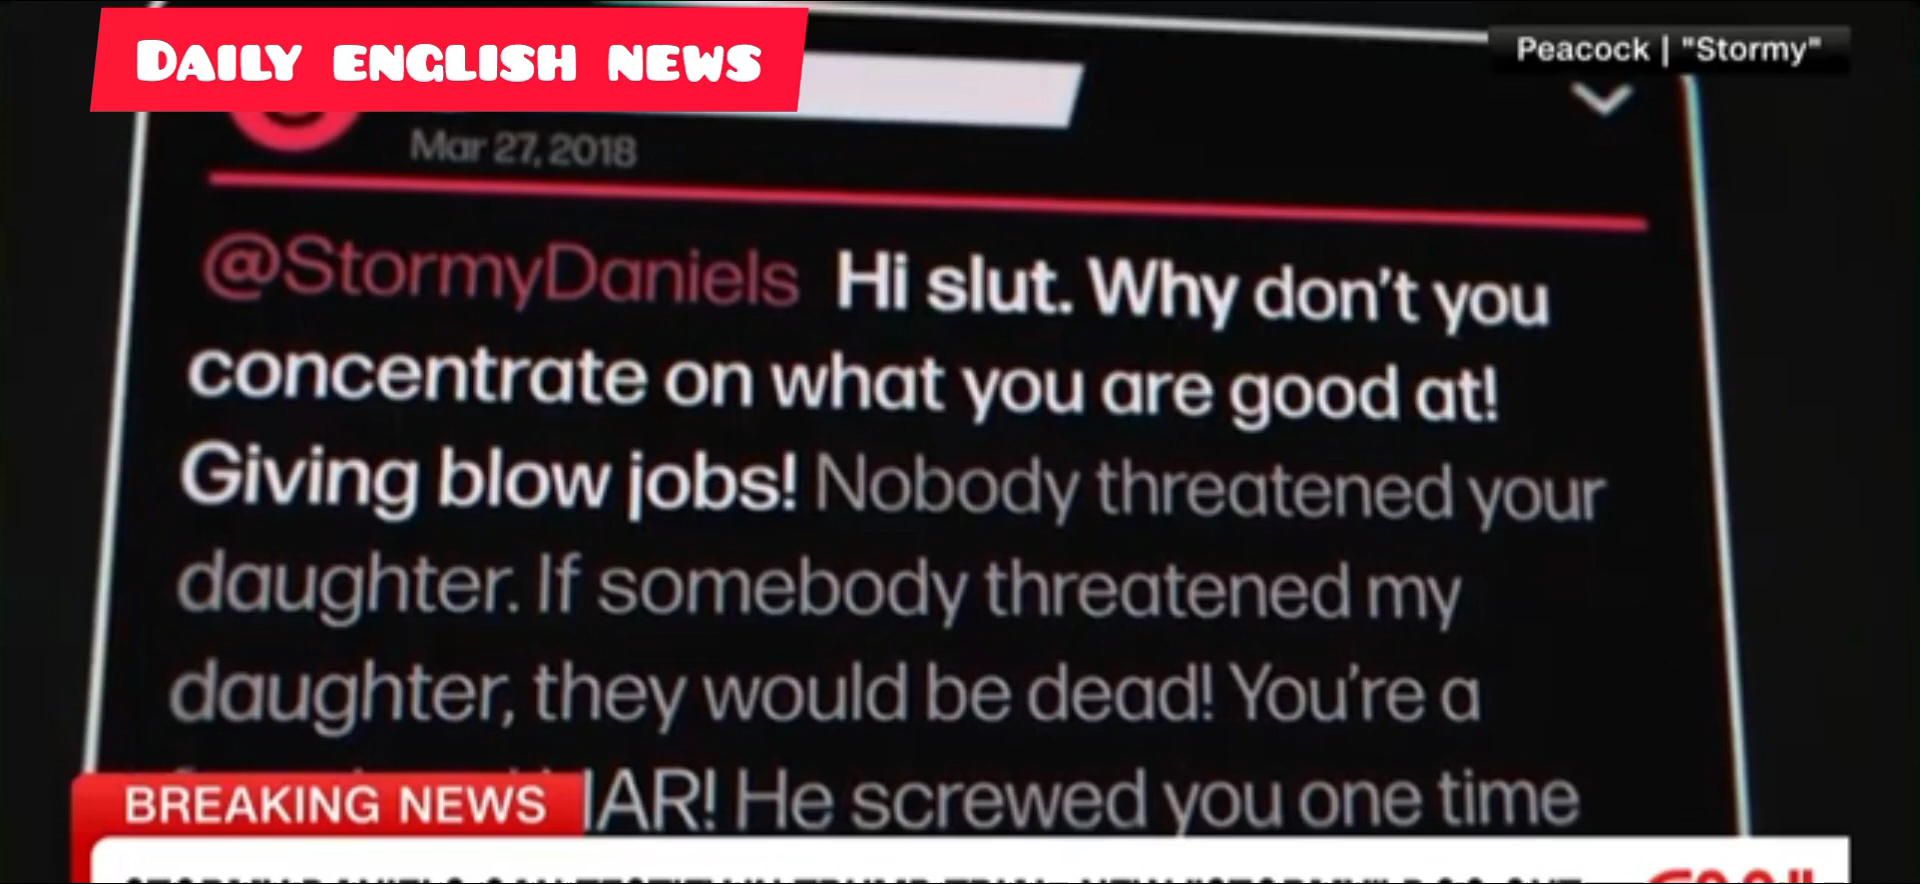 DAILY ENGLISH NEWS
Peacock | "Stormy"
Mar 27, 2018
@StormyDaniels Hi slut. Why don't you
concentrate on what you are good at!
Giving blow jobs! Nobody threatened your
daughter. If somebody threatened my
daughter, they would be dead! You're a
IAR! He screwed you one time
BREAKING NEWS